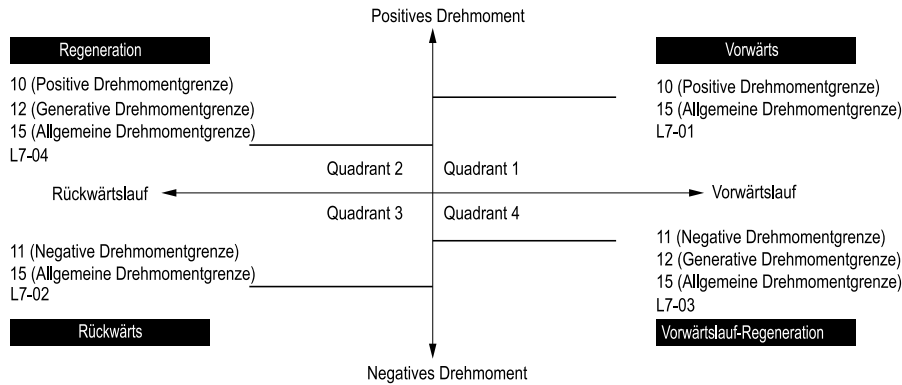 Positives Drehmoment
Regeneration
10 (Positive Drehmomentgrenze)
12 (Generative Drehmomentgrenze)
15 (Allgemeine Drehmomentgrenze)
L7-04
Vorwärts
10 (Positive Drehmomentgrenze)
15 (Allgemeine Drehmomentgrenze)
L7-01
Quadrant 2
Quadrant 1
Rückwärtslauf
Vorwärtslauf
Quadrant 3
Quadrant 4
11 (Negative Drehmomentgrenze)
15 (Allgemeine Drehmomentgrenze)
L7-02
Rückwärts
11 (Negative Drehmomentgrenze)
12 (Generative Drehmomentgrenze)
15 (Allgemeine Drehmomentgrenze)
L7-03
Vorwärtslauf-Regeneration
Negatives Drehmoment